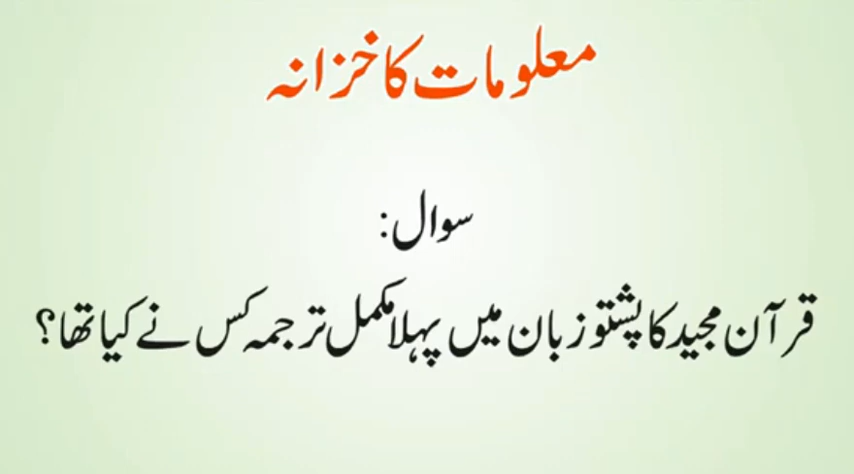 معلومات کا خزانہ
سوال:
قرآن مجید کا پشتو زبان میں پہلا مکمل ترجمہ کس نے کیا تھا؟